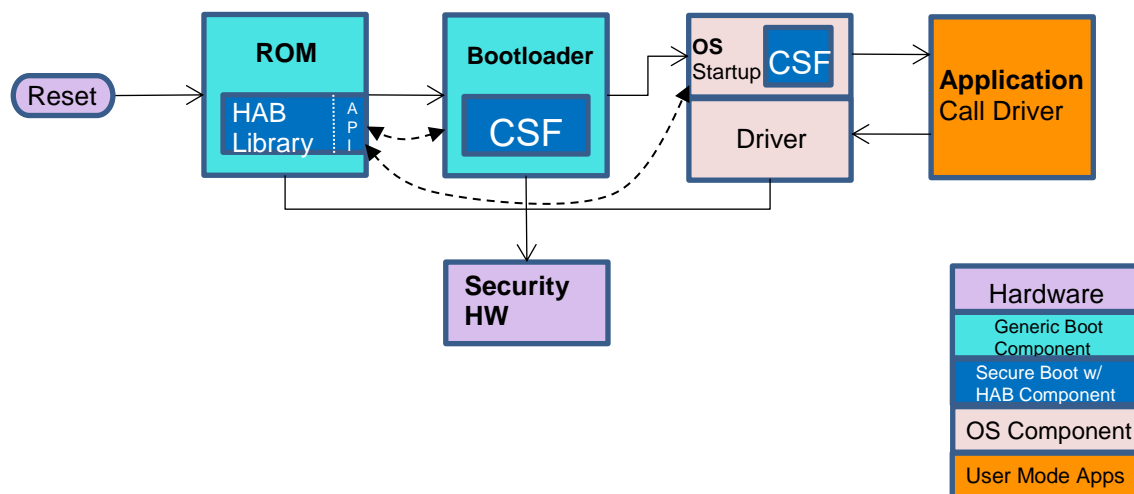 Reset
ROM
HAB
Library
A
P
I
Bootloader
CSF
OS
Startup
CSF
Driver
Application
Call Driver
Security
HW
Hardware
Generic Boot
Component
Secure Boot w/
HAB Component
OS Component
User Mode Apps